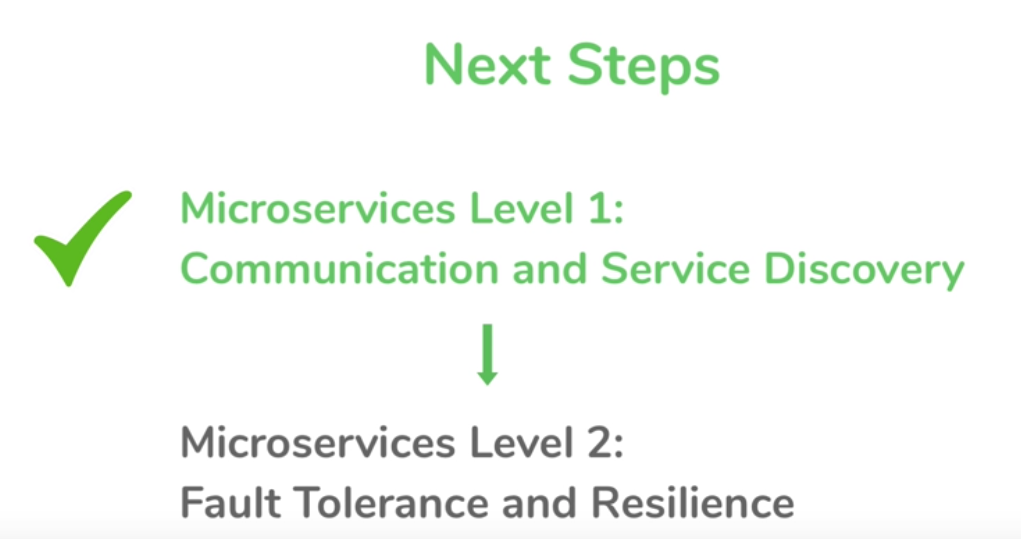 Next Steps
Microservices Level 1:
Communication and Service Discovery
Microservices Level 2:
Fault Tolerance and Resilience